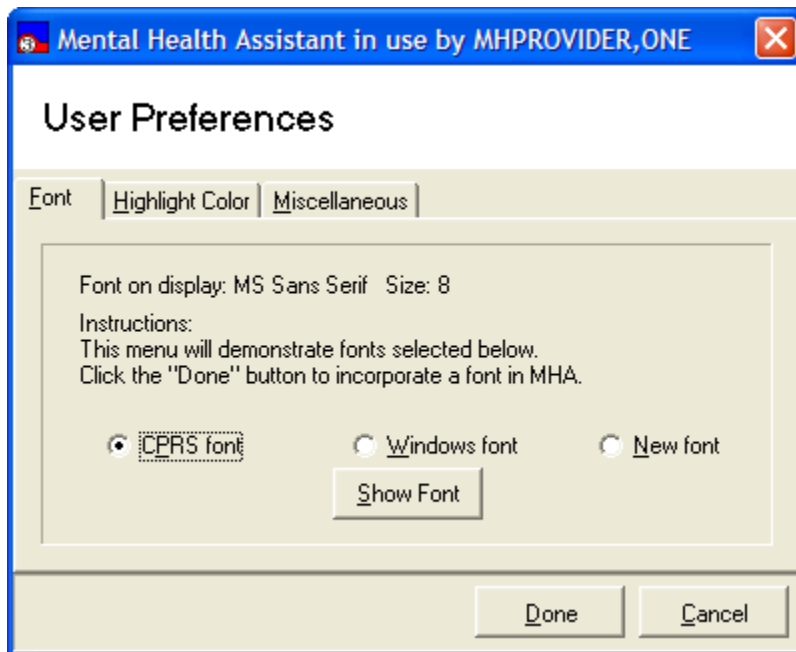 Mental Health Assistant in use by MHPROVIDER,ONE
User Preferences
Font Highlight Color Miscellaneous
Font on display: MS Sans Serif Size: 8
Instructions:
This menu will demonstrate fonts selected below.
Click the "Done" button to incorporate a font in MHA.
CPRS font Windows font New font
Show Font
Done Cancel